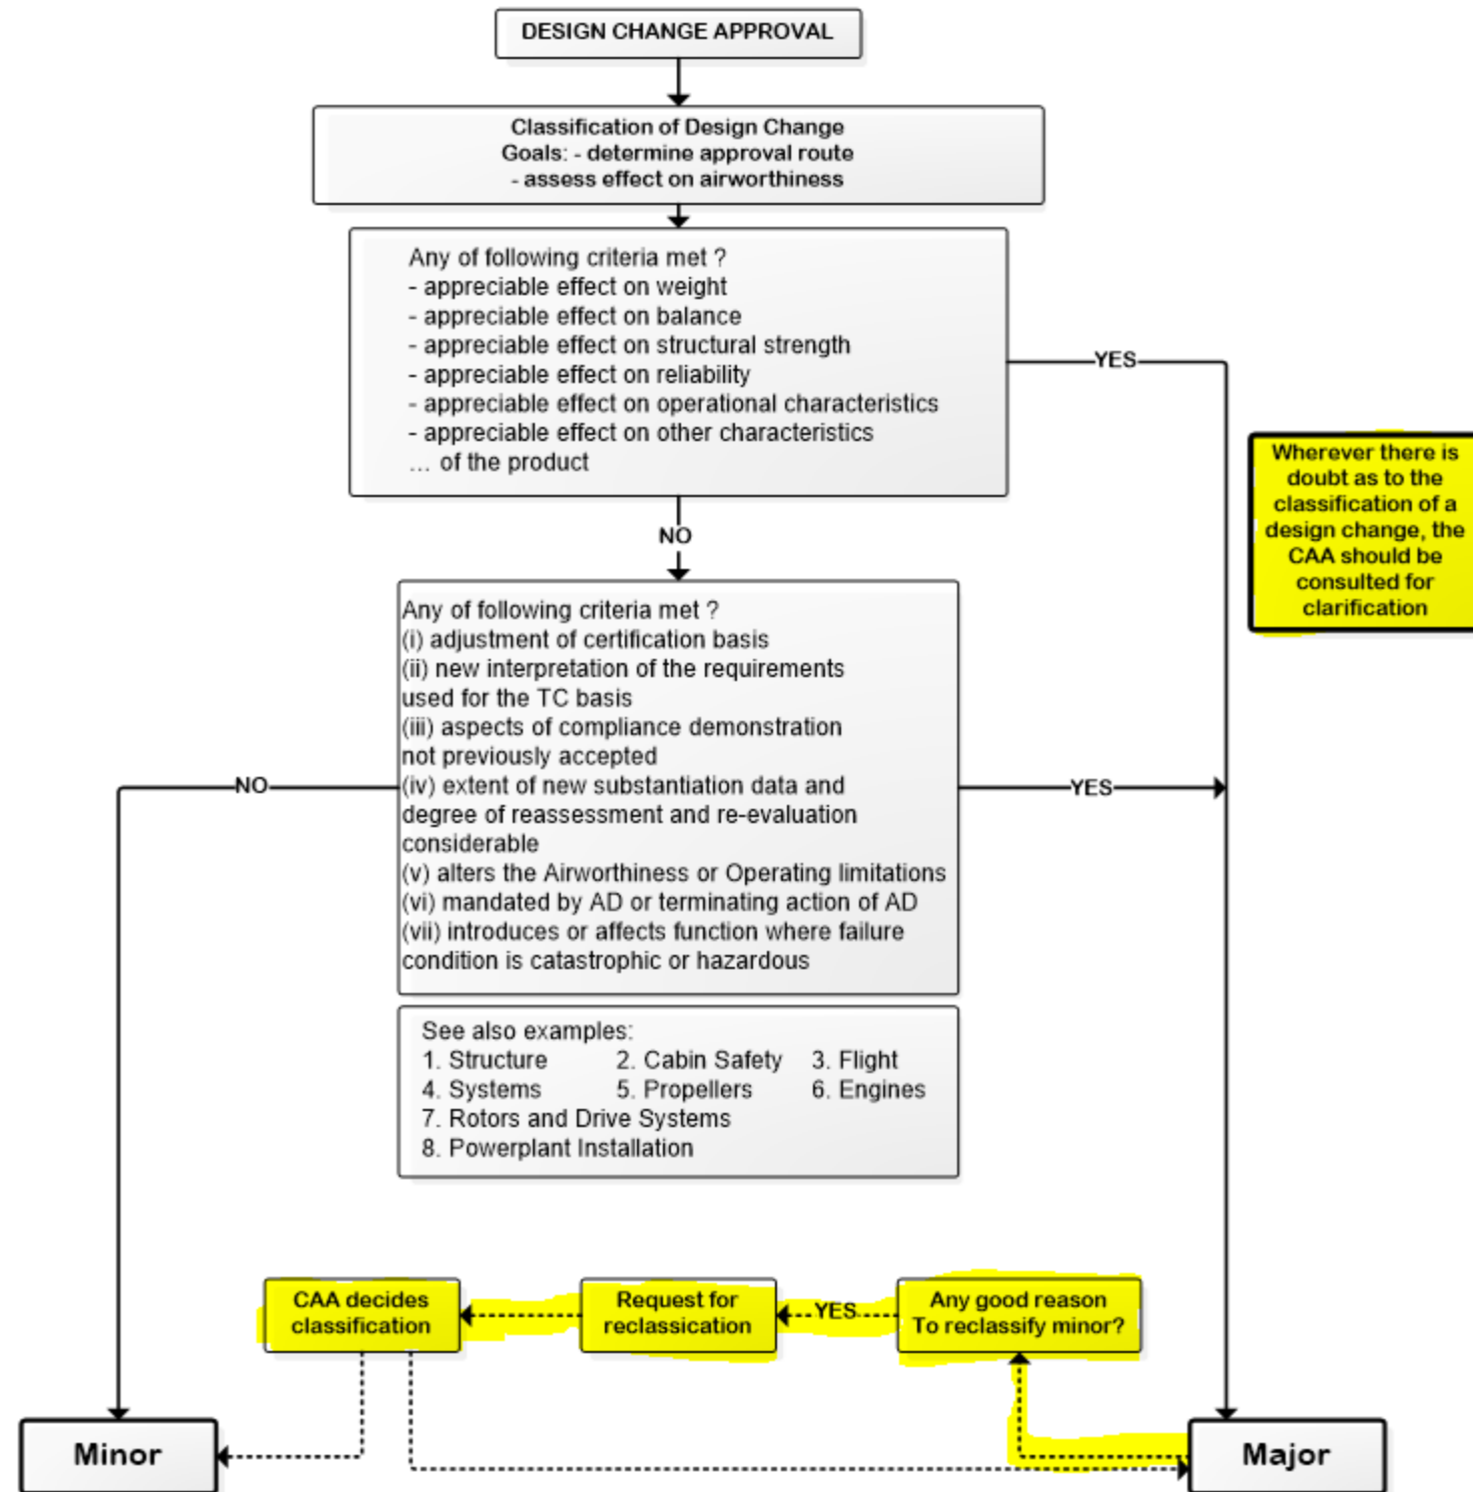 DESIGN CHANGE APPROVAL
Classification of Design Change
Goals: - determine approval route
- assess effect on airworthiness
Any of following criteria met ?
- appreciable effect on weight
- appreciable effect on balance
- appreciable effect on structural strength
- appreciable effect on reliability
- appreciable effect on operational characteristics
- appreciable effect on other characteristics
... of the product
YES
Wherever there is
doubt as to the
classification of a
design change, the
CAA should be
consulted for
clarification
NO
Any of following criteria met ?
(i) adjustment of certification basis
(ii) new interpretation of the requirements
used for the TC basis
(iii) aspects of compliance demonstration
not previously accepted
(iv) extent of new substantiation data and
degree of reassessment and re-evaluation
considerable
(v) alters the Airworthiness or Operating limitations
(vi) mandated by AD or terminating action of AD
(vii) introduces or affects function where failure
condition is catastrophic or hazardous
NO
YES
See also examples:
1. Structure 2. Cabin Safety 3. Flight
4. Systems 5. Propellers 6. Engines
7. Rotors and Drive Systems
8. Powerplant Installation
CAA decides
classification
Request for
reclassication
YES
Any good reason
To reclassify minor?
Minor
Major